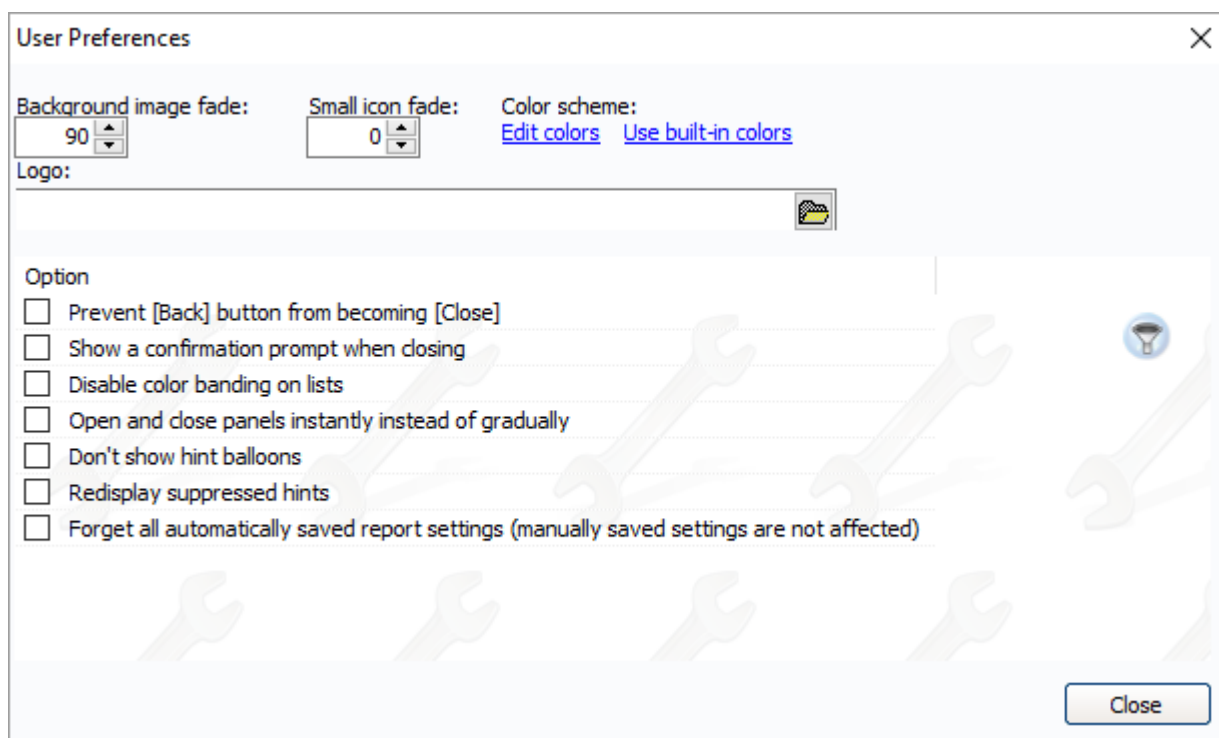 User Preferences
Background image fade: Small icon fade: Color scheme:
90 0 Edit colors Use built-in colors
Logo:
Option
Prevent [Back] button from becoming [Close]
Show a confirmation prompt when closing
Disable color banding on lists
Open and close panels instantly instead of gradually
Don't show hint balloons
Redisplay suppressed hints
Forget all automatically saved report settings (manually saved settings are not affected)
Close